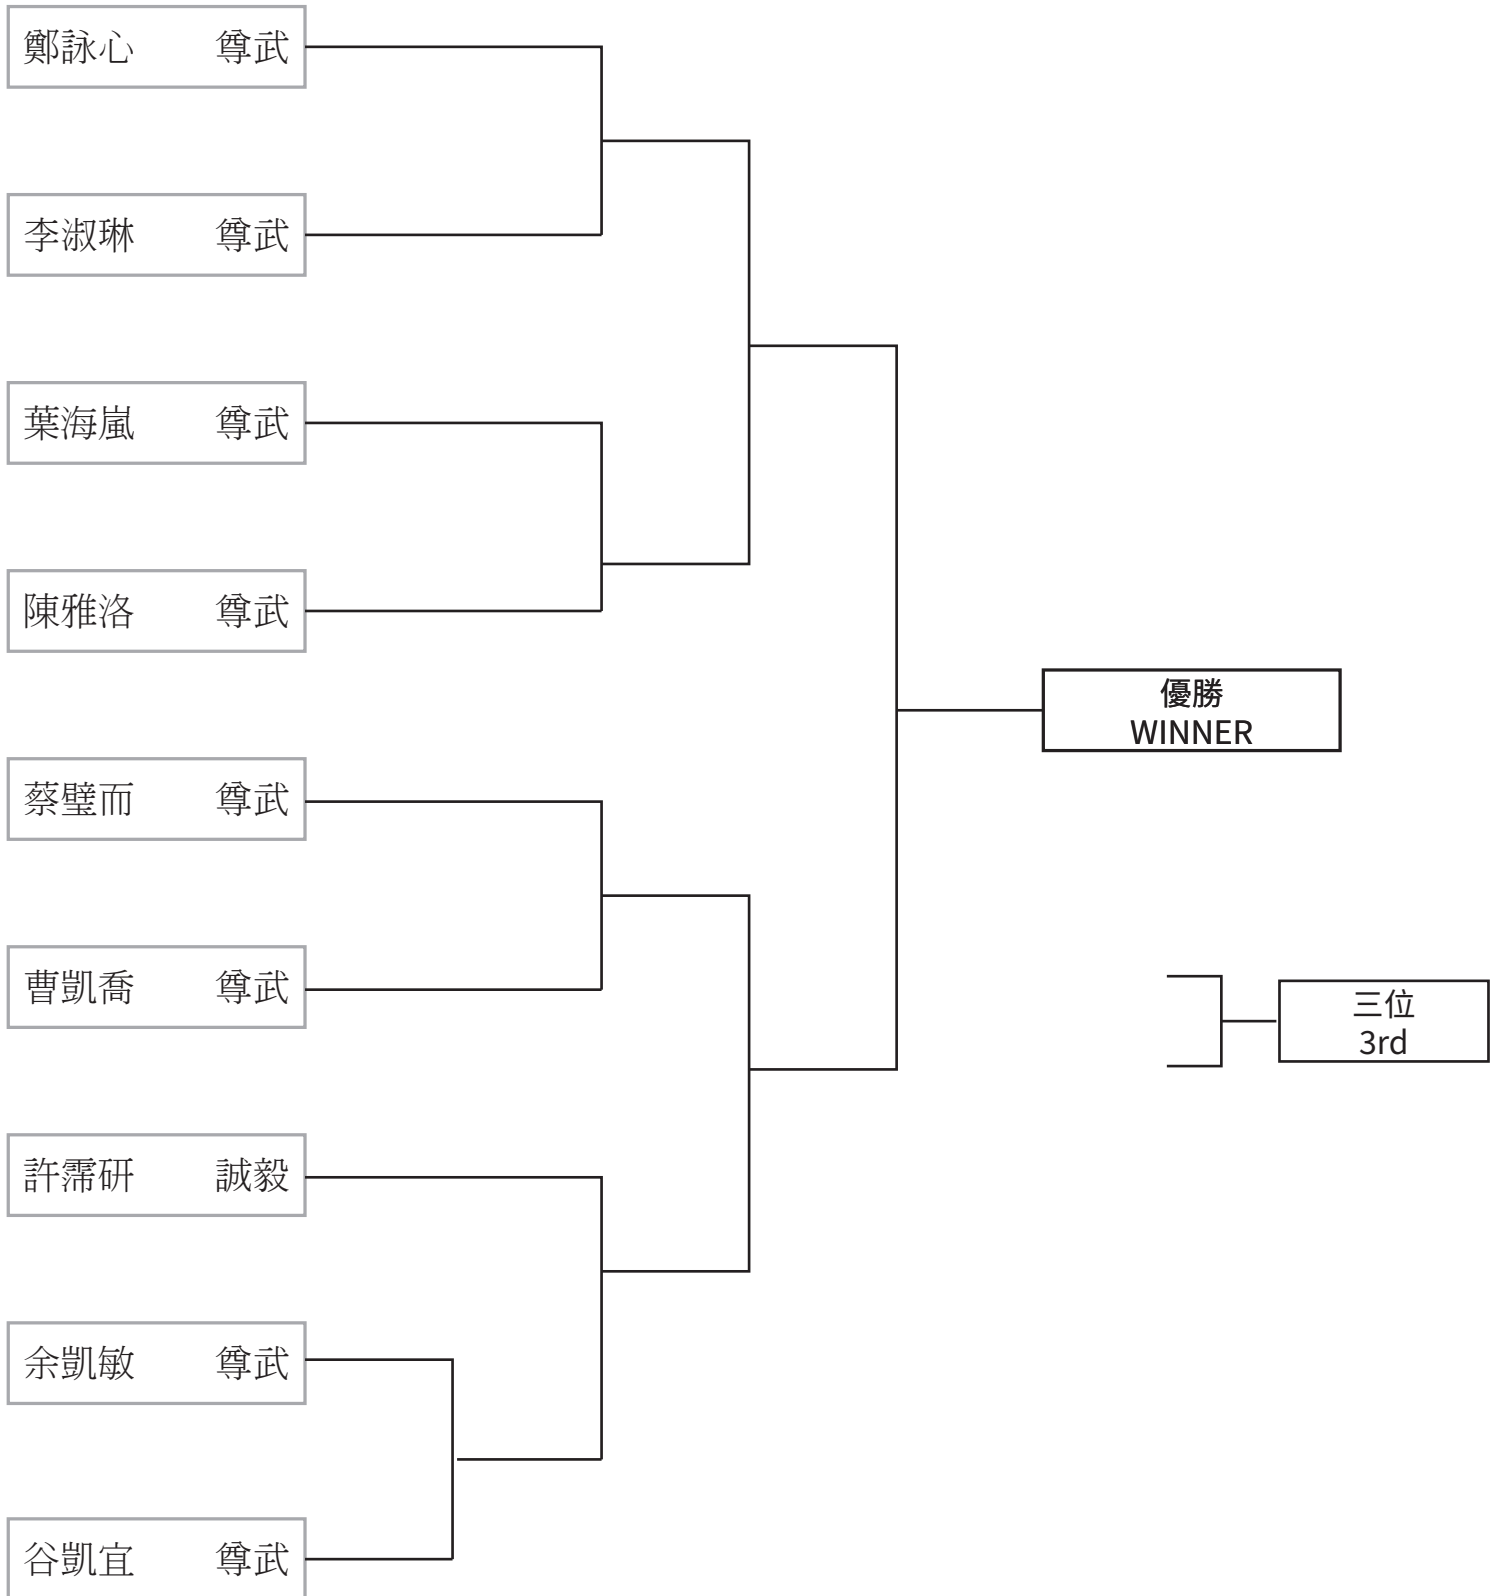 鄭詠心 尊武
李淑琳 尊武
葉海嵐 尊武
陳雅洛 尊武
優勝
WINNER
蔡璧而 尊武
曹凱喬 尊武
三位
3rd
許霈研 誠毅
余凱敏 尊武
谷凱宜 尊武